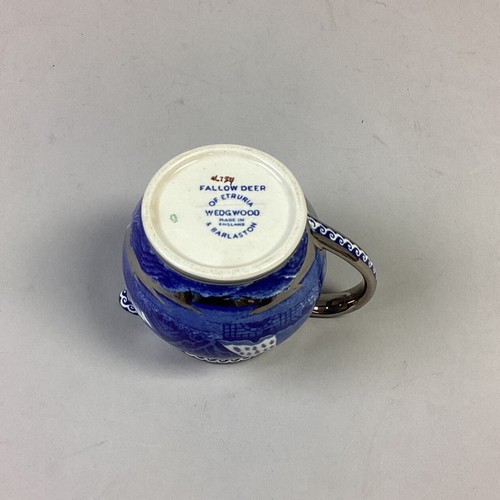 FALLOW DEER
OF ETRURIA
WEDGWOOD
MADE IN
ENGLAND
& BARLASTON